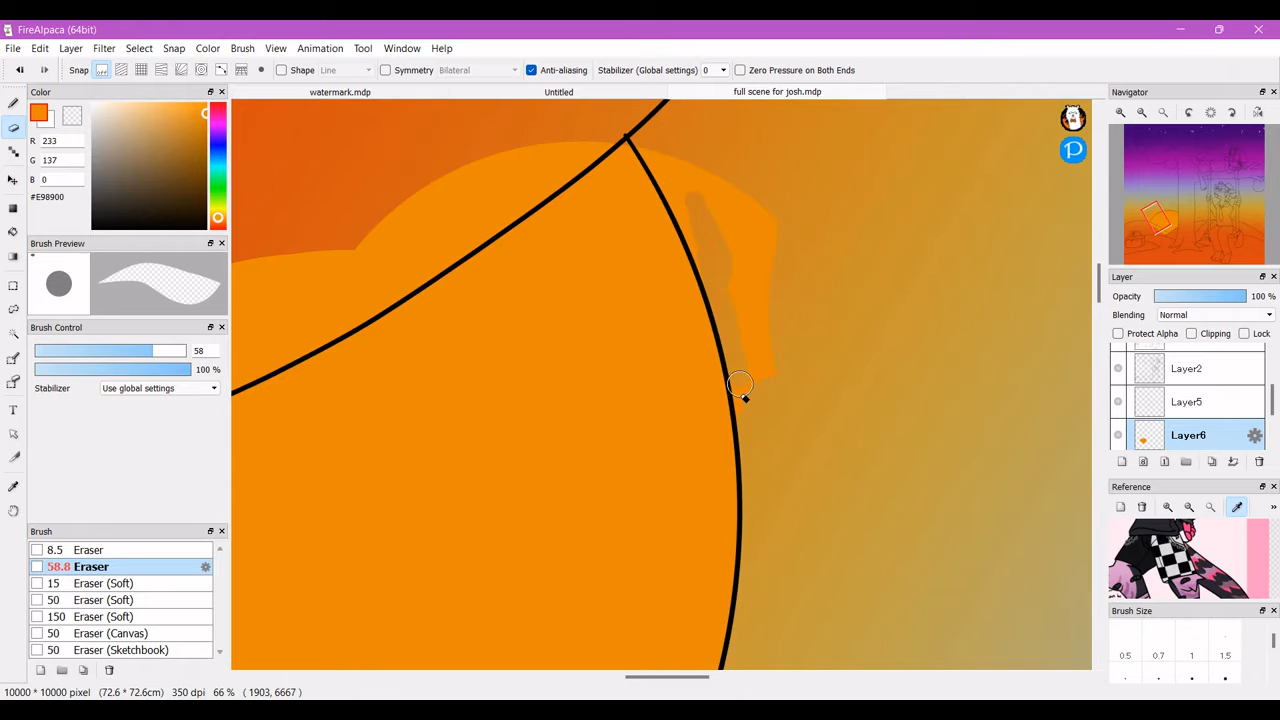 FireAlpaca (64bit)
File Edit Layer Filter Select Snap Color Brush View Animation Tool Window Help
Snap Shape Line Symmetry Bilateral Anti-aliasing Stabilizer (Global settings) 0 Zero Pressure on Both Ends
Color
watermark.mdp Untitled full scene for josh.mdp
Navigator
R 233
G 137
B 0
#E98900
Brush Preview
Layer
Opacity 100 %
Blending Normal
Brush Control
Protect Alpha Clipping Lock
58
100 %
Layer2
Stabilizer Use global settings
Layer5
Layer6
Reference
Brush
8.5 Eraser
58.8 Eraser
15 Eraser (Soft)
50 Eraser (Soft)
150 Eraser (Soft)
50 Eraser (Canvas)
50 Eraser (Sketchbook)
Brush Size
0.5 0.7 1 1.5
10000 * 10000 pixel (72.6 * 72.6cm) 350 dpi 66 % ( 1903, 6667 )